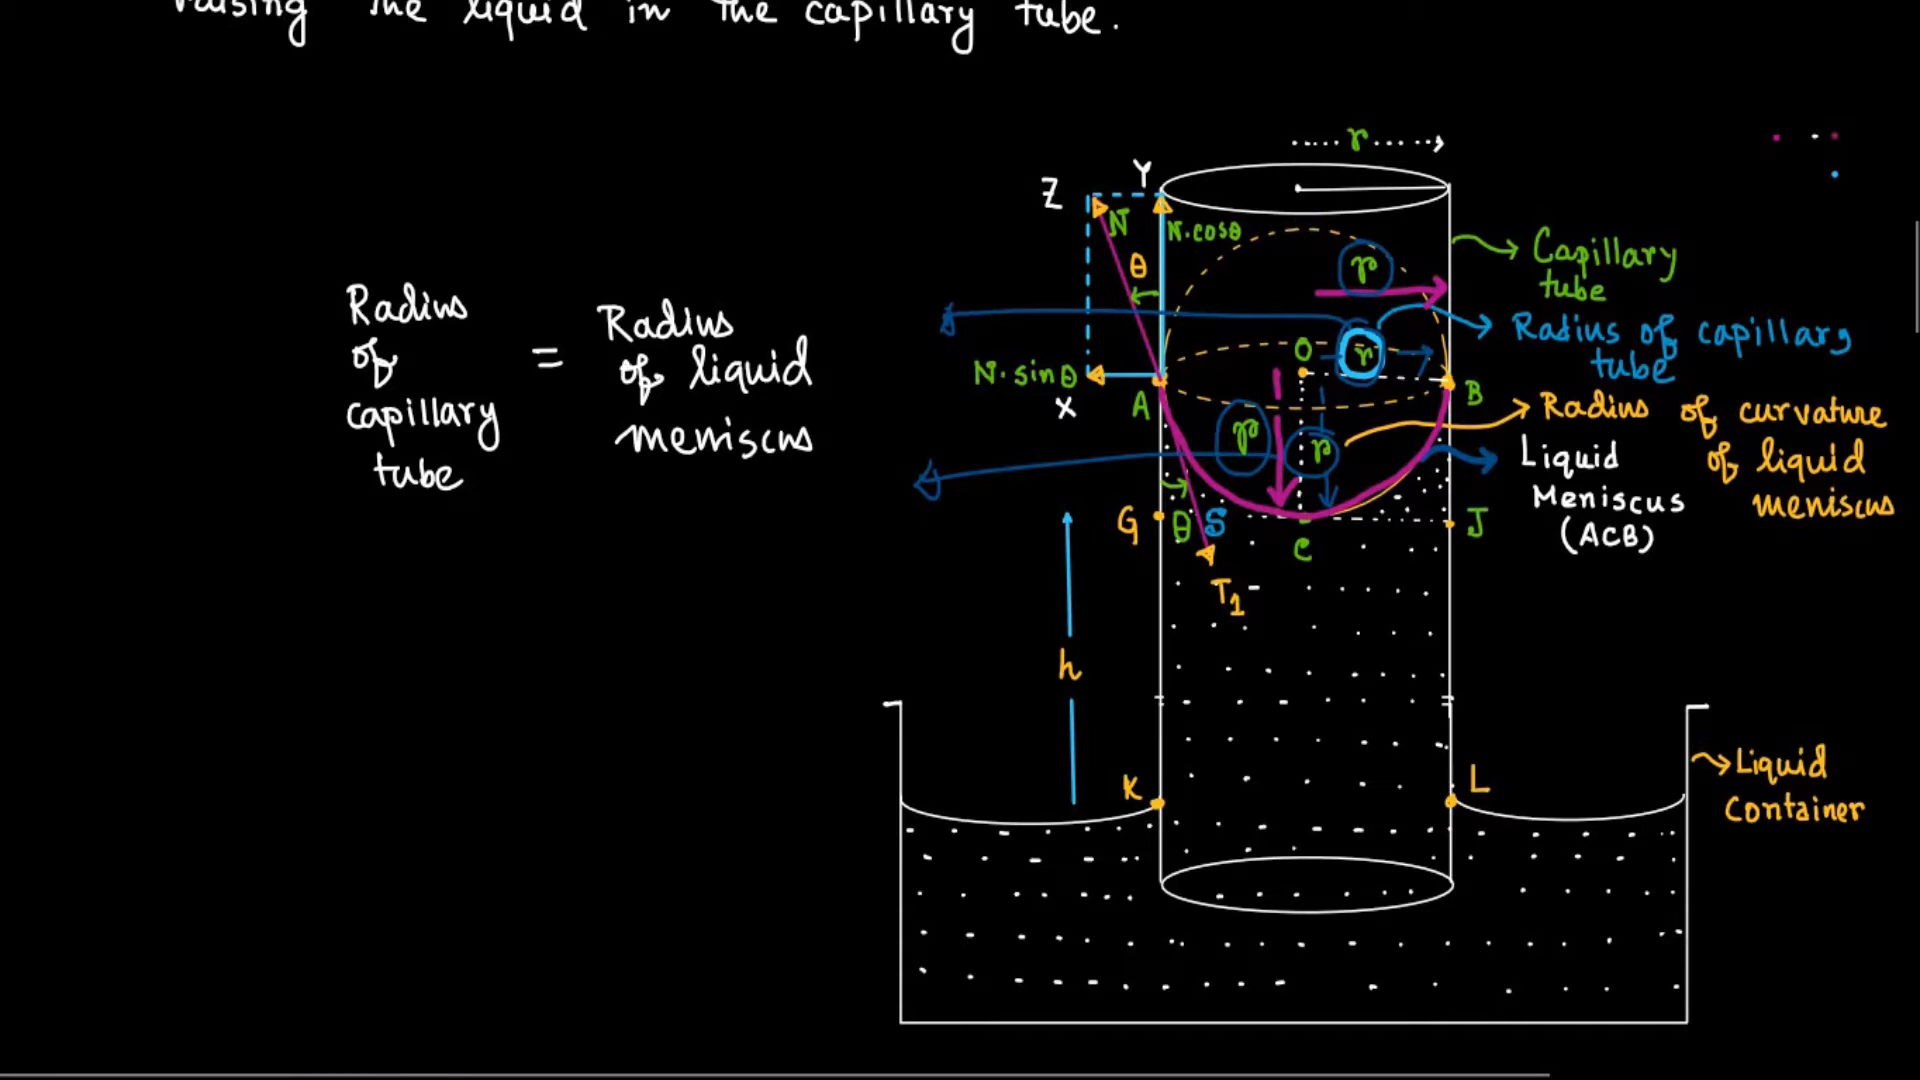 raising the liquid in the capillary tube.
Radius
of
capillary
tube
=
Radius
of liquid
meniscus
r
Z
Y
N
N.cosθ
θ
r
Capillary
tube
Radius of capillary
tube
O
r
N.sinθ
X
A
B
r
r
Radius of curvature
of liquid
meniscus
Liquid
Meniscus
(ACB)
G
θ
S
C
J
T1
h
K
L
Liquid
Container